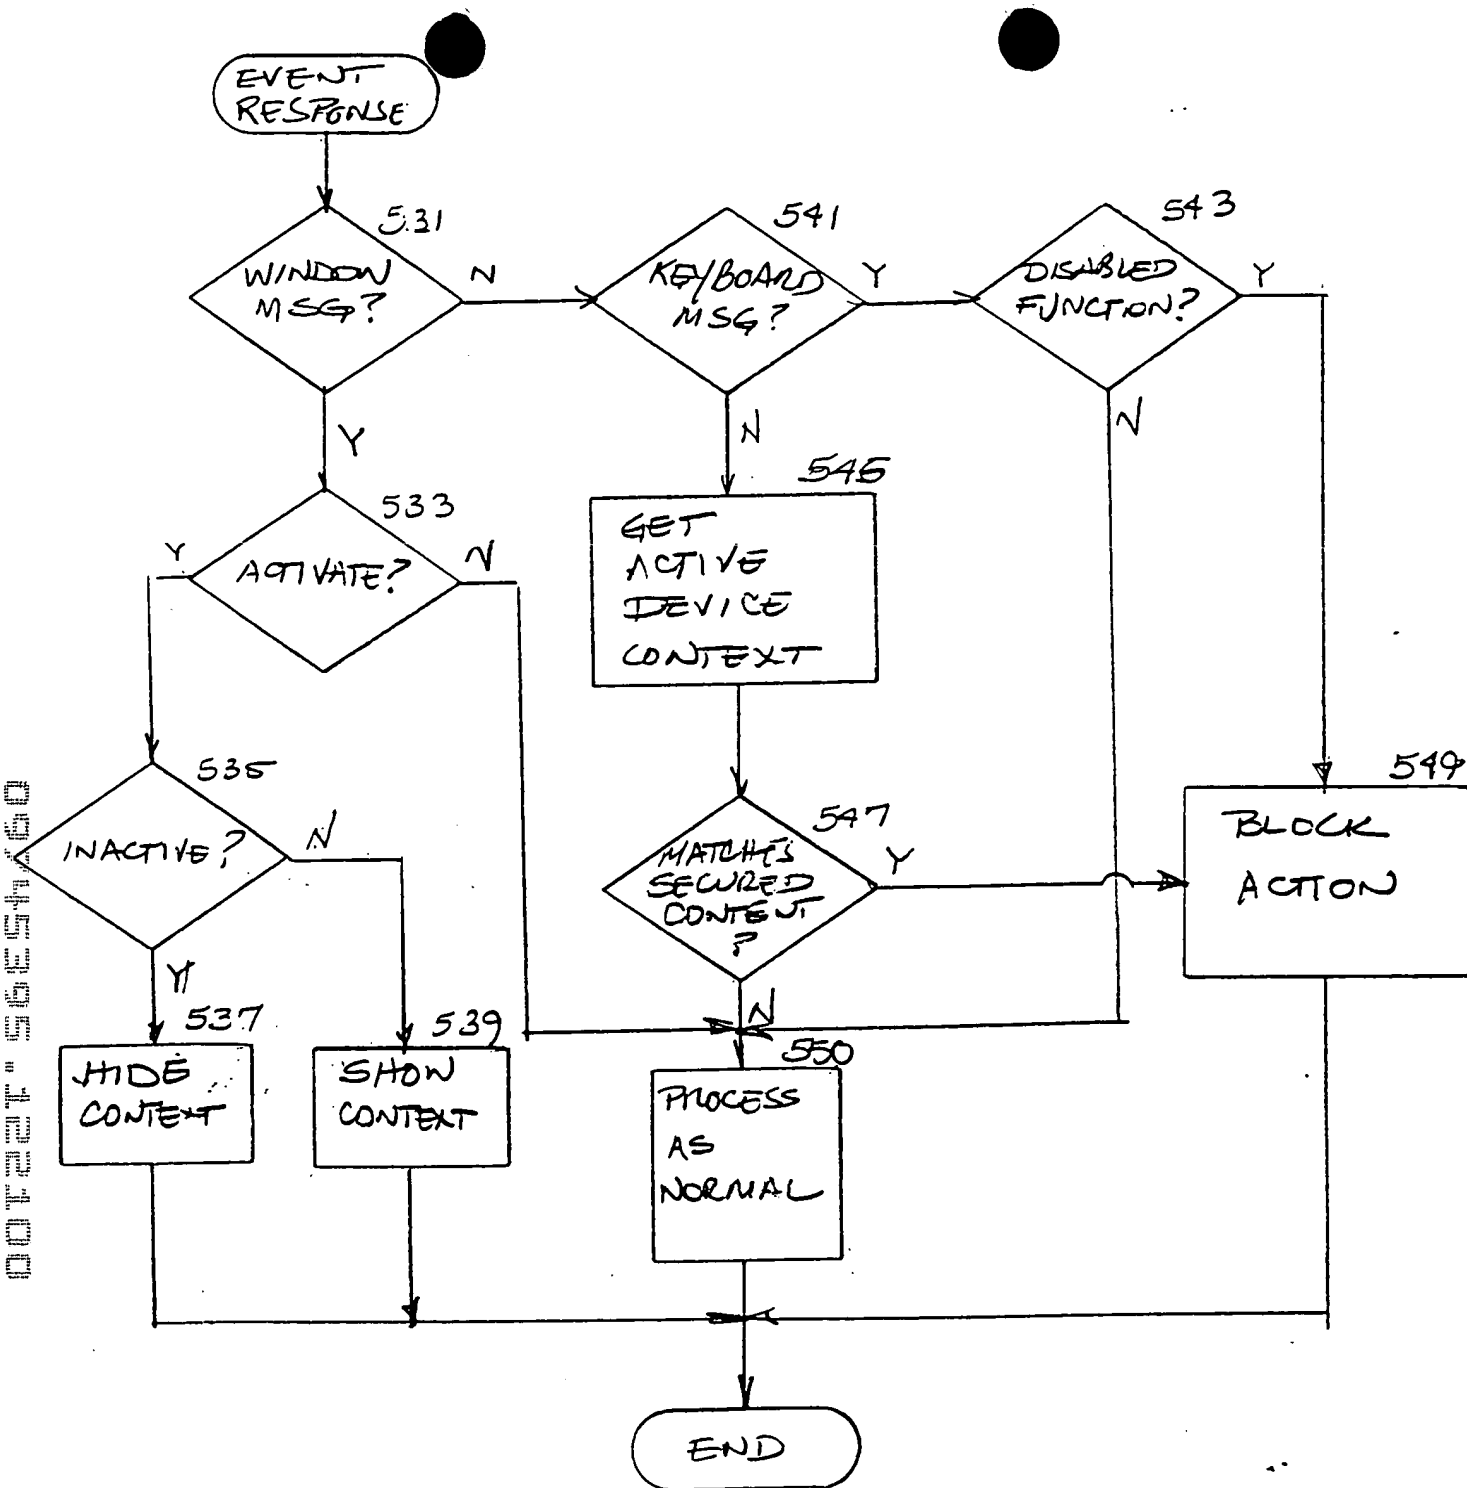 EVENT
RESPONSE
531
WINDOW
MSG?
N
541
KEYBOARD
MSG?
Y
543
DISABLED
FUNCTION?
Y
Y
N
N
533
ACTIVATE?
Y
N
545
GET
ACTIVE
DEVICE
CONTEXT
535
INACTIVE?
N
Y
547
MATCHES
SECURED
CONTENT
?
Y
N
549
BLOCK
ACTION
537
HIDE
CONTEXT
539
SHOW
CONTEXT
550
PROCESS
AS
NORMAL
END